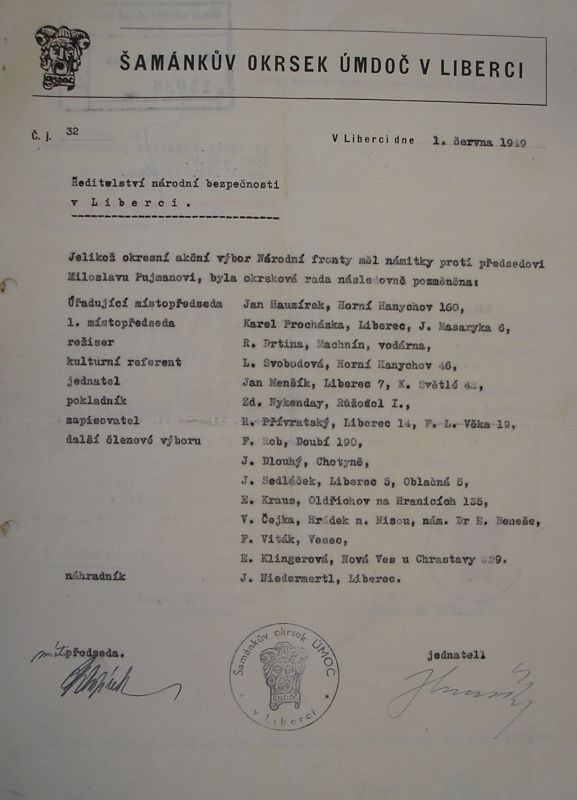 ŠAMÁNKŮV OKRSEK ÚMDOČ V LIBERCI
Č. j. 32
V Liberci dne 1. června 1949
Ředitelství národní bezpečnosti
v Liberci.
Jelikož okresní akční výbor Národní fronty měl námitky proti předsedovi
Miloslavu Pujmanovi, byla okrsková rada následovně pozměněna:
Úřadující místopředseda Jan Hauzírek, Horní Hanychov 160,
1. místopředseda Karel Procházka, Liberec, J. Masaryka 6,
režiser R. Drtina, Machnín, vodárna,
kulturní referent L. Svobodová, Horní Hanychov 46,
jednatel Jan Menšík, Liberec 7, K. Světlé
pokladník Zd. Nykenday, Růžodol I.,
zapisovatel R. Přívratský, Liberec 14, F. L. Věka 19,
další členové výboru F. Rob, Doubí 190,
J. Dlouhý, Chotyně,
J. Sedláček, Liberec 5, Oblačná 5,
E. Kraus, Oldřichov na Hranicích 135,
V. Čejka, Hrádek n. Nisou, nám. Dr E. Beneše,
F. Viták, Vesec,
E. Klingerová, Nová Ves u Chrastavy
náhradník J. Niedermertl, Liberec.
místopředseda.
jednatel:
Šamánkův okrsek ÚMDOČ
v Liberci